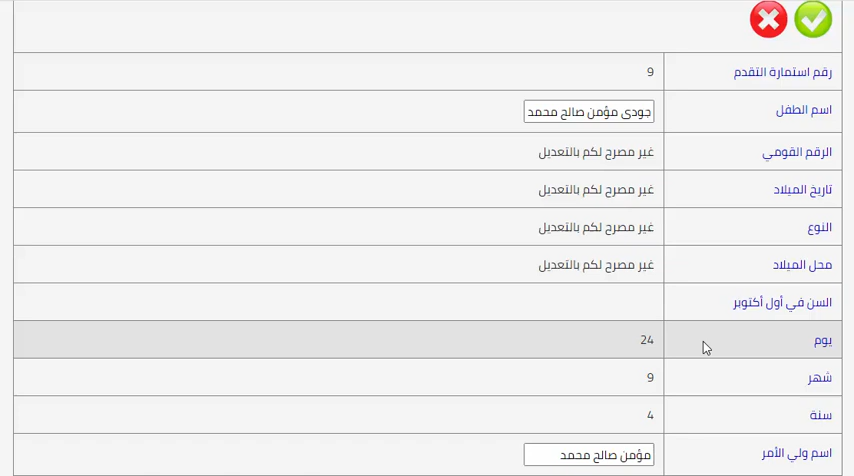 رقم استمارة التقدم 9
اسم الطفل جودى مؤمن صالح محمد
الرقم القومي غير مصرح لكم بالتعديل
تاريخ الميلاد غير مصرح لكم بالتعديل
النوع غير مصرح لكم بالتعديل
محل الميلاد غير مصرح لكم بالتعديل
السن في أول أكتوبر
يوم 24
شهر 9
سنة 4
اسم ولي الأمر مؤمن صالح محمد